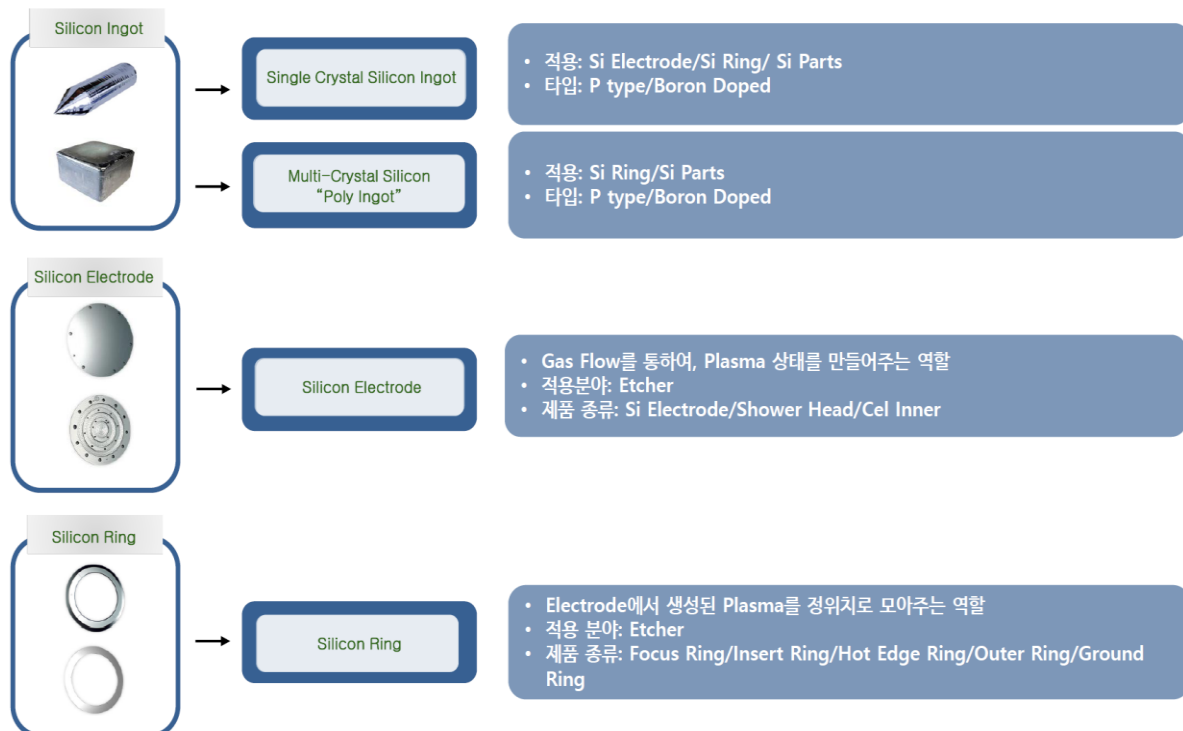 Silicon Ingot
Single Crystal Silicon Ingot
• 적용: Si Electrode/Si Ring/ Si Parts
• 타입: P type/Boron Doped
Multi-Crystal Silicon
“Poly Ingot”
• 적용: Si Ring/Si Parts
• 타입: P type/Boron Doped
Silicon Electrode
Silicon Electrode
• Gas Flow를 통하여, Plasma 상태를 만들어주는 역할
• 적용분야: Etcher
• 제품 종류: Si Electrode/Shower Head/Cel Inner
Silicon Ring
Silicon Ring
• Electrode에서 생성된 Plasma를 정위치로 모아주는 역할
• 적용 분야: Etcher
• 제품 종류: Focus Ring/Insert Ring/Hot Edge Ring/Outer Ring/Ground
Ring